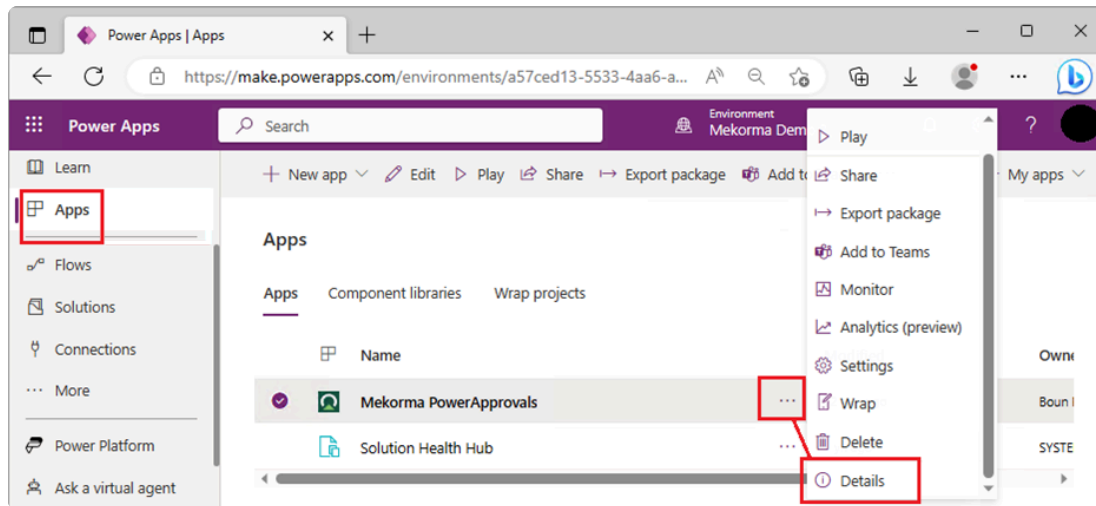 Power Apps | Apps
https://make.powerapps.com/environments/a57ced13-5533-4aa6-a...
Power Apps
Search
Environment
Mekorma Dem
?
Learn
Apps
Flows
Solutions
Connections
More
Power Platform
Ask a virtual agent
New app
Edit
Play
Share
Export package
Add to
My apps
Apps
Apps
Component libraries
Wrap projects
Name
Owne
Mekorma PowerApprovals
...
Boun
Solution Health Hub
...
SYSTE
Play
Share
Export package
Add to Teams
Monitor
Analytics (preview)
Settings
Wrap
Delete
Details